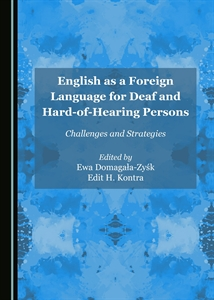 English as a Foreign
Language for Deaf and
Hard-of-Hearing Persons
Challenges and Strategies
Edited by
Ewa Domagała-Zyśk
Edit H. Kontra